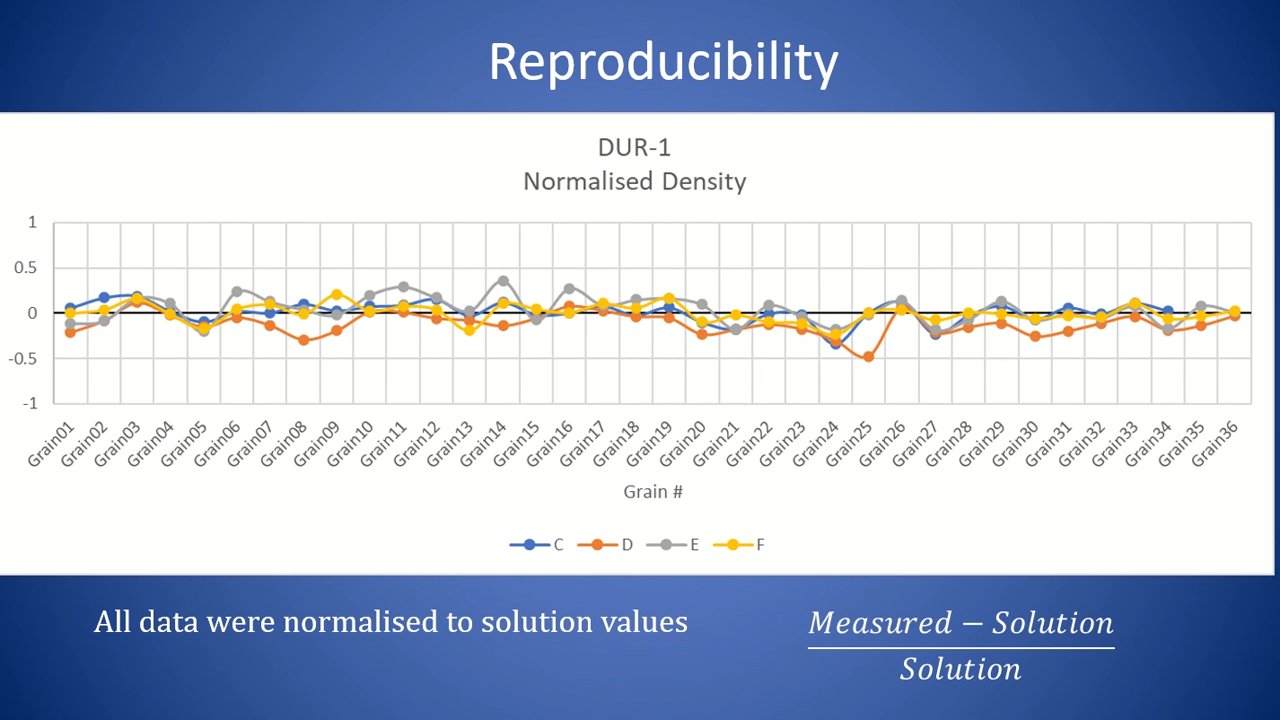 Reproducibility
DUR-1
Normalised Density
1
0.5
0
-0.5
-1
Grain01 Grain02 Grain03 Grain04 Grain05 Grain06 Grain07 Grain08 Grain09 Grain10 Grain11 Grain12 Grain13 Grain14 Grain15 Grain16 Grain17 Grain18 Grain19 Grain20 Grain21 Grain22 Grain23 Grain24 Grain25 Grain26 Grain27 Grain28 Grain29 Grain30 Grain31 Grain32 Grain33 Grain34 Grain35 Grain36
Grain #
C D E F
All data were normalised to solution values
Measured − Solution
Solution